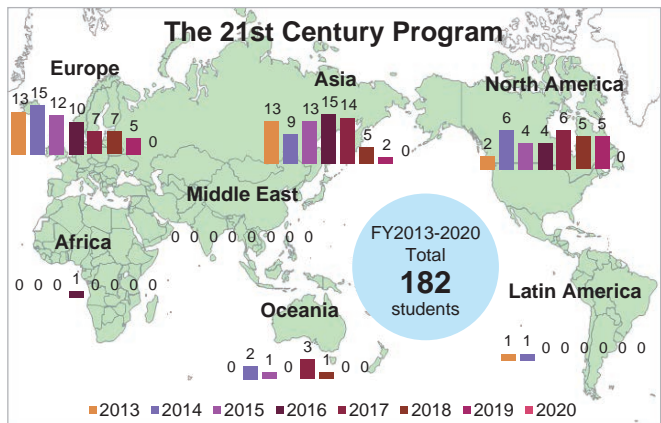 The 21st Century Program
Europe
13 15 12 10 7 7 5 0
Asia
13 9 13 15 14 5 2 0
North America
2 6 4 4 6 5 5 0
Middle East
0 0 0 0 0 0 0 0
Africa
0 0 0 1 0 0 0 0
FY2013-2020
Total
182
students
Oceania
0 2 1 0 3 1 0 0
Latin America
1 1 0 0 0 0 0 0
2013 2014 2015 2016 2017 2018 2019 2020